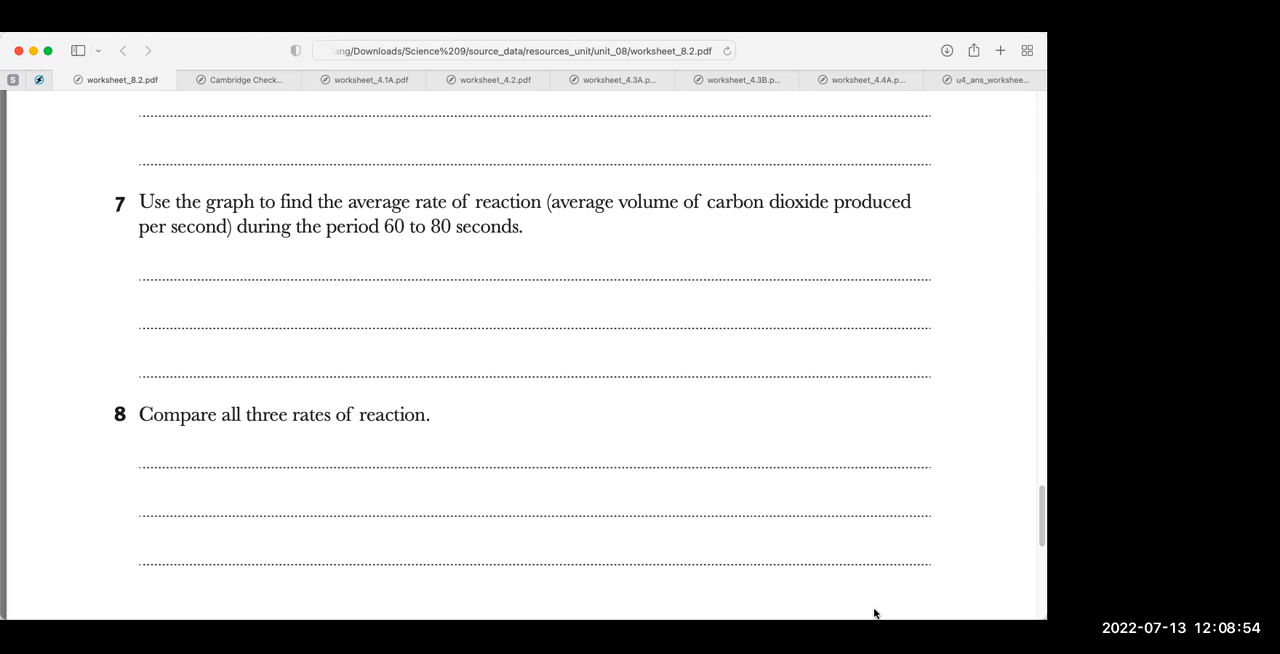 ang/Downloads/Science%209/source_data/resources_unit/unit_08/worksheet_8.2.pdf
S
worksheet_8.2.pdf
Cambridge Check...
worksheet_4.1A.pdf
worksheet_4.2.pdf
worksheet_4.3A.p...
worksheet_4.3B.p...
worksheet_4.4A.p...
u4_ans_workshee...
7 Use the graph to find the average rate of reaction (average volume of carbon dioxide produced
per second) during the period 60 to 80 seconds.
8 Compare all three rates of reaction.
2022-07-13 12:08:54